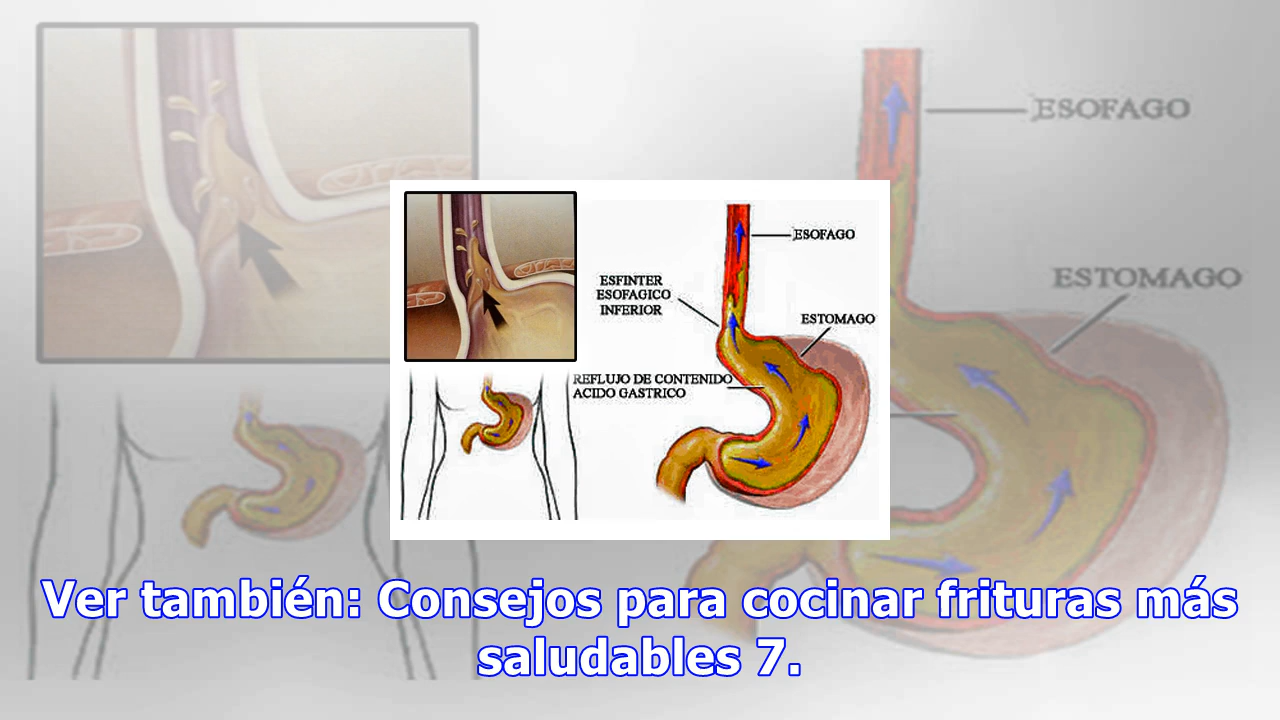 ESOFAGO
ESTOMAGO
ESOFAGO
ESFINTER
ESOFAGICO
INFERIOR
ESTOMAGO
REFLUJO DE CONTENIDO
ACIDO GASTRICO
Ver también: Consejos para cocinar frituras más
saludables 7.